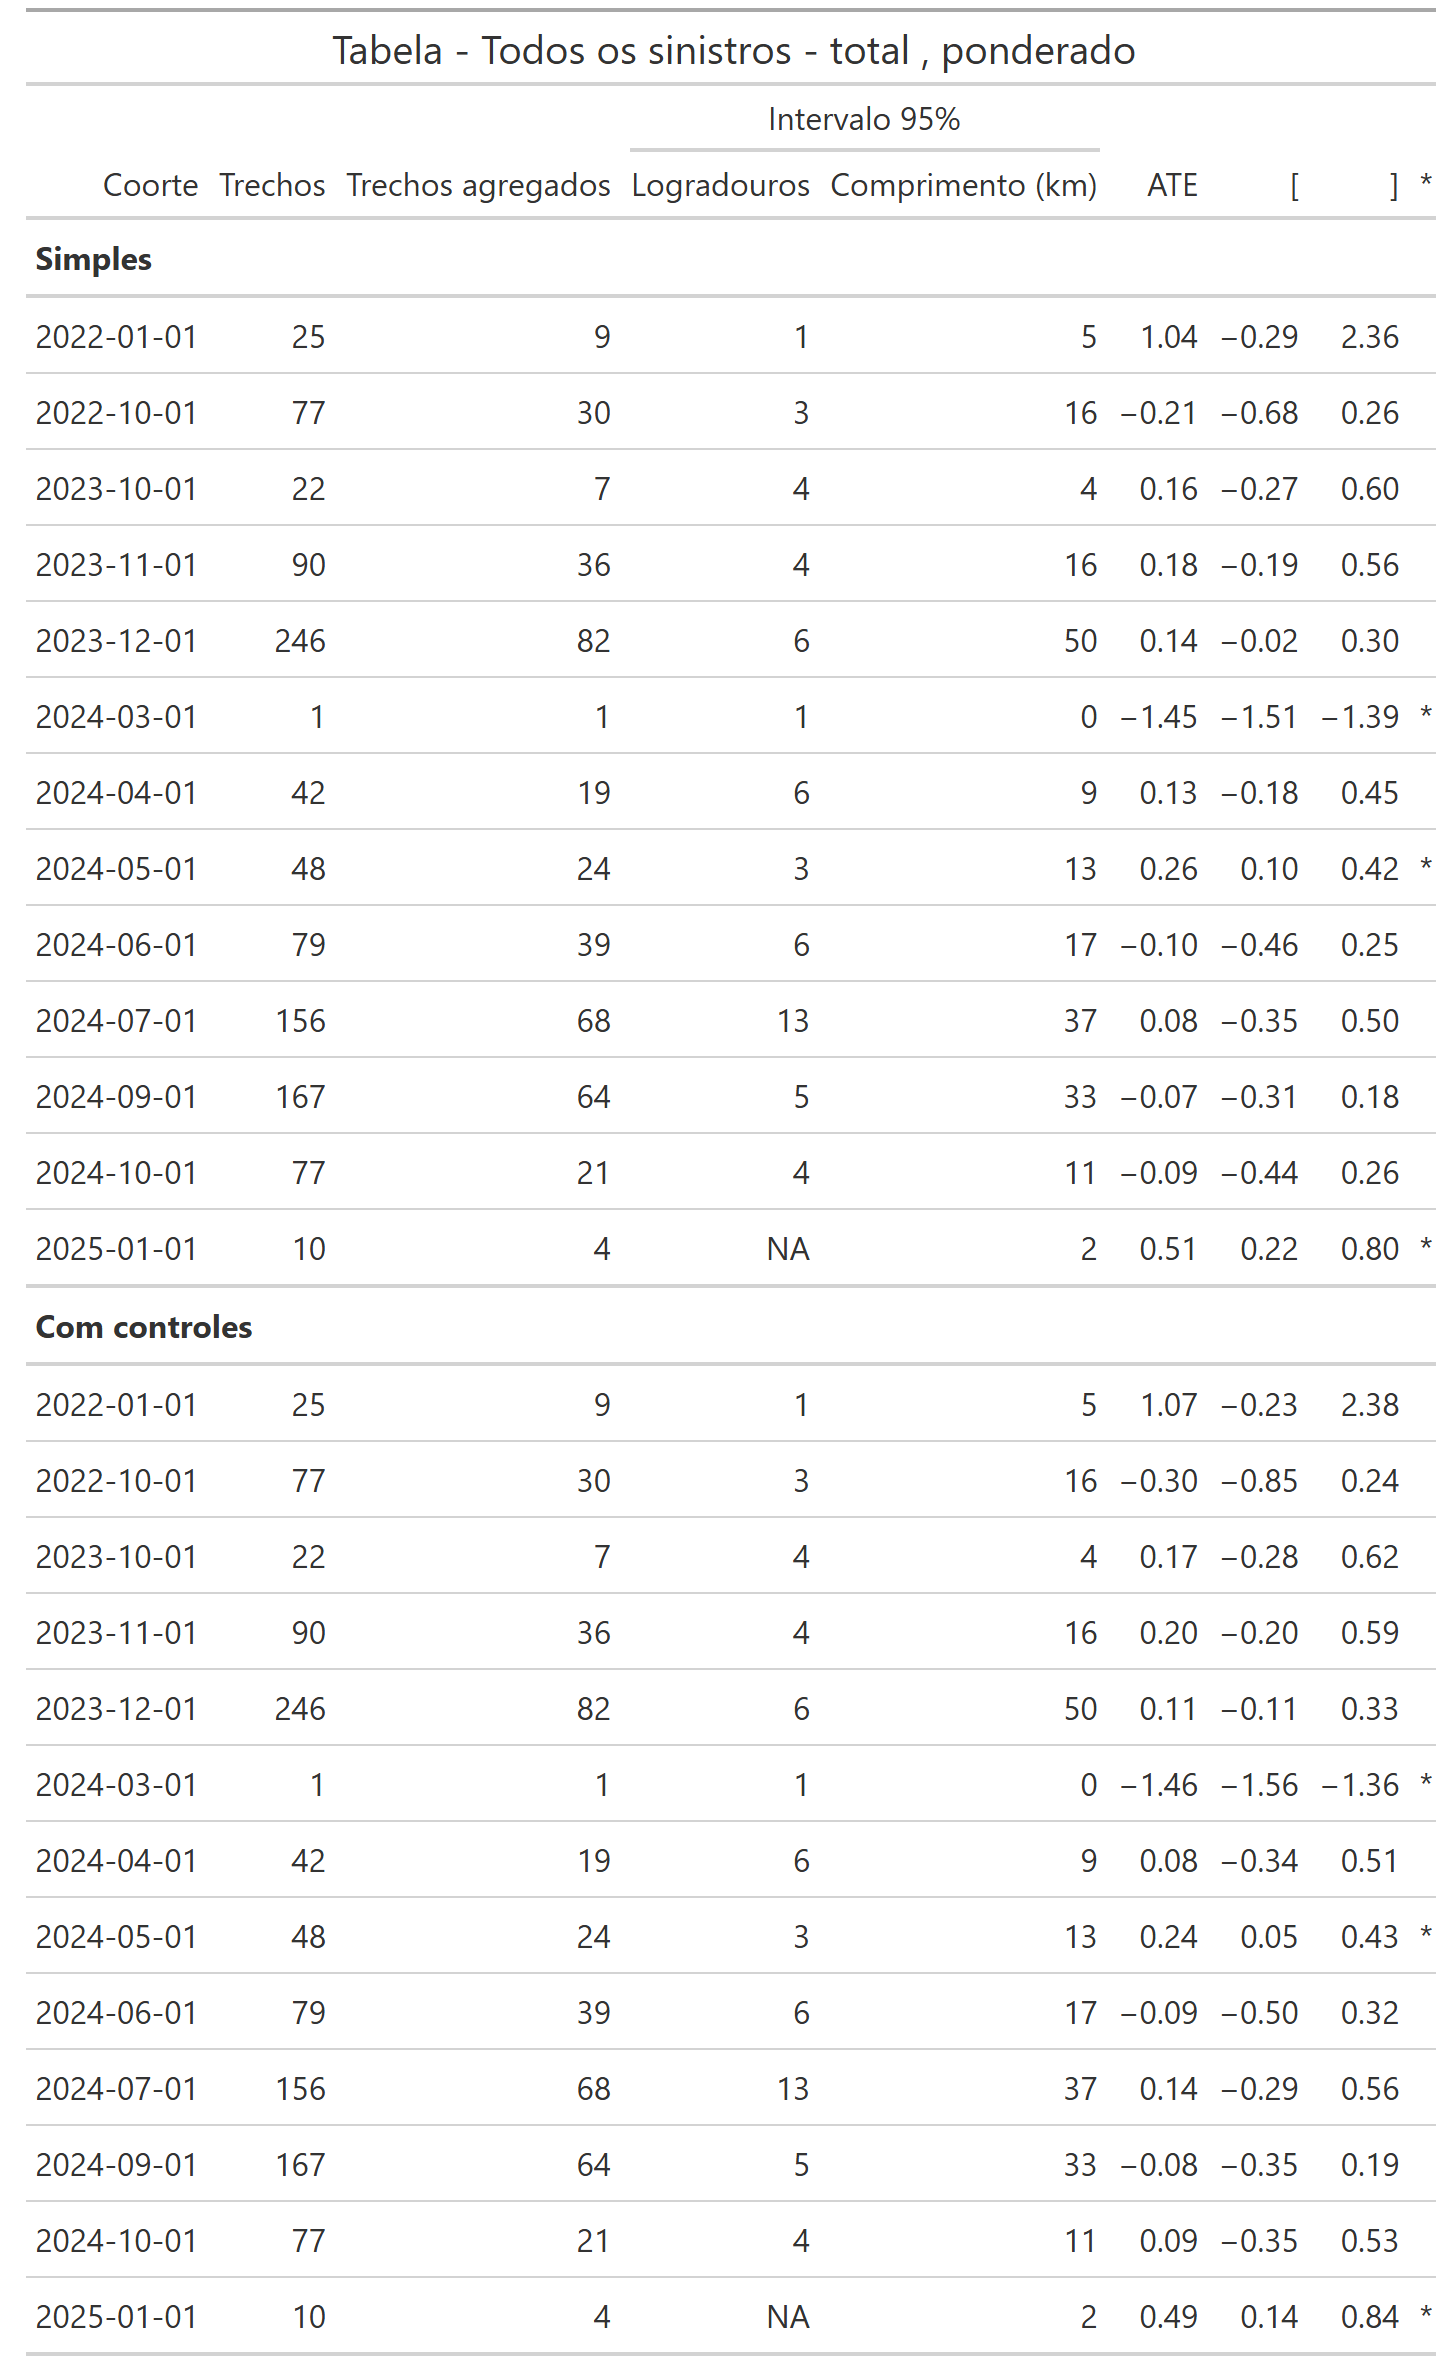 Tabela - Todos os sinistros - total , ponderado
Intervalo 95%
Coorte Trechos Trechos agregados Logradouros Comprimento (km) ATE [ ] *
Simples
2022-01-01 25 9 1 5 1.04 −0.29 2.36
2022-10-01 77 30 3 16 −0.21 −0.68 0.26
2023-10-01 22 7 4 4 0.16 −0.27 0.60
2023-11-01 90 36 4 16 0.18 −0.19 0.56
2023-12-01 246 82 6 50 0.14 −0.02 0.30
2024-03-01 1 1 1 0 −1.45 −1.51 −1.39 *
2024-04-01 42 19 6 9 0.13 −0.18 0.45
2024-05-01 48 24 3 13 0.26 0.10 0.42 *
2024-06-01 79 39 6 17 −0.10 −0.46 0.25
2024-07-01 156 68 13 37 0.08 −0.35 0.50
2024-09-01 167 64 5 33 −0.07 −0.31 0.18
2024-10-01 77 21 4 11 −0.09 −0.44 0.26
2025-01-01 10 4 NA 2 0.51 0.22 0.80 *
Com controles
2022-01-01 25 9 1 5 1.07 −0.23 2.38
2022-10-01 77 30 3 16 −0.30 −0.85 0.24
2023-10-01 22 7 4 4 0.17 −0.28 0.62
2023-11-01 90 36 4 16 0.20 −0.20 0.59
2023-12-01 246 82 6 50 0.11 −0.11 0.33
2024-03-01 1 1 1 0 −1.46 −1.56 −1.36 *
2024-04-01 42 19 6 9 0.08 −0.34 0.51
2024-05-01 48 24 3 13 0.24 0.05 0.43 *
2024-06-01 79 39 6 17 −0.09 −0.50 0.32
2024-07-01 156 68 13 37 0.14 −0.29 0.56
2024-09-01 167 64 5 33 −0.08 −0.35 0.19
2024-10-01 77 21 4 11 0.09 −0.35 0.53
2025-01-01 10 4 NA 2 0.49 0.14 0.84 *